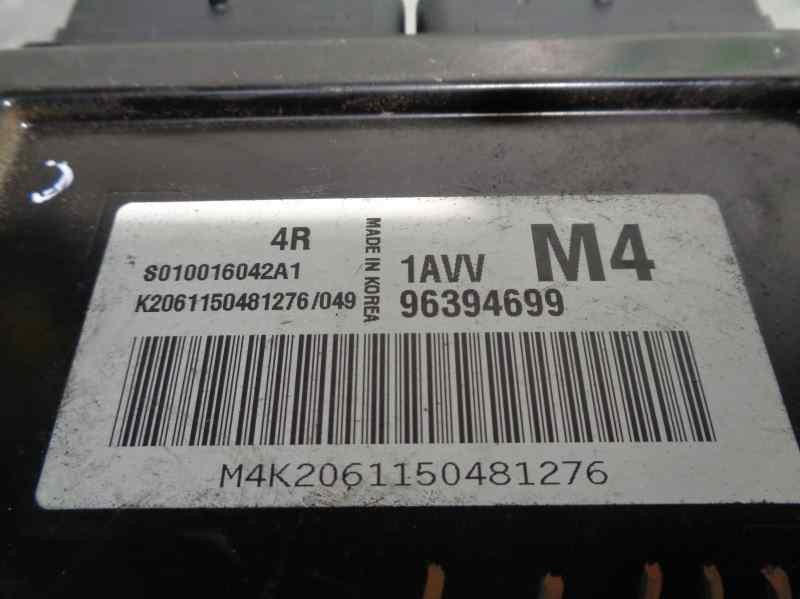 4R
S010016042A1
K2061150481276/049
MADE IN KOREA
1AVV
M4
96394699
M4K2061150481276